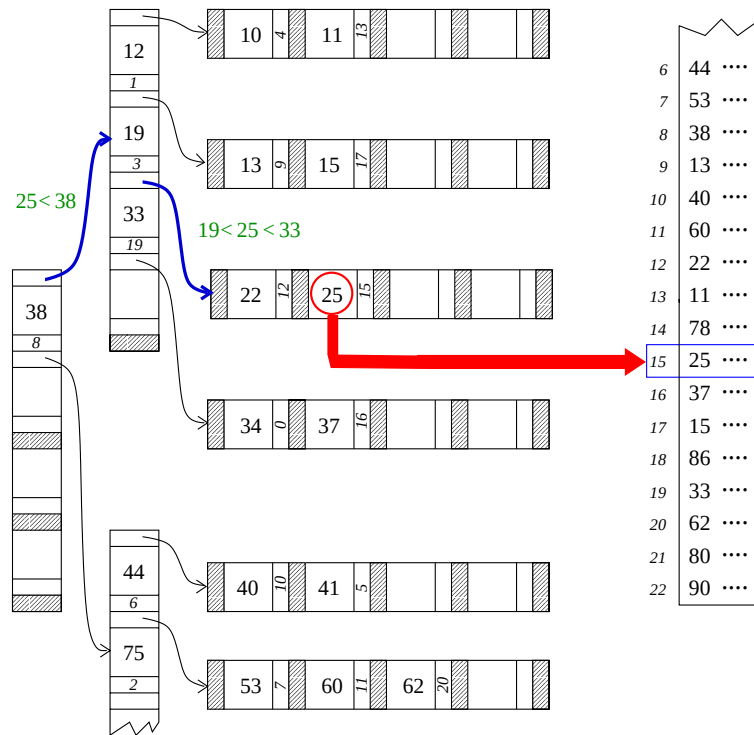 12
1
19
3
33
19
10 4 11 13
13 9 15 17
25< 38
19< 25 < 33
22 12 25 15
38
8
34 0 37 16
44
6
75
2
40 10 41 5
53 7 60 11 62 20
6 44 ....
7 53 ....
8 38 ....
9 13 ....
10 40 ....
11 60 ....
12 22 ....
13 11 ....
14 78 ....
15 25 ....
16 37 ....
17 15 ....
18 86 ....
19 33 ....
20 62 ....
21 80 ....
22 90 ....